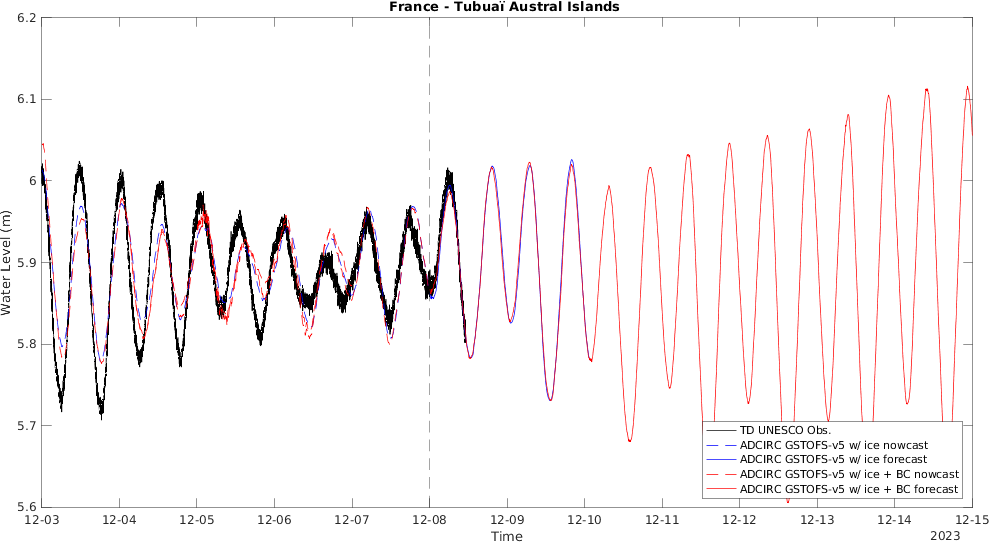 France - Tubuaï Austral Islands
Water Level (m)
6.2
6.1
6
5.9
5.8
5.7
5.6
TD UNESCO Obs.
ADCIRC GSTOFS-v5 w/ ice nowcast
ADCIRC GSTOFS-v5 w/ ice forecast
ADCIRC GSTOFS-v5 w/ ice + BC nowcast
ADCIRC GSTOFS-v5 w/ ice + BC forecast
12-03 12-04 12-05 12-06 12-07 12-08 12-09 12-10 12-11 12-12 12-13 12-14 12-15
Time
2023